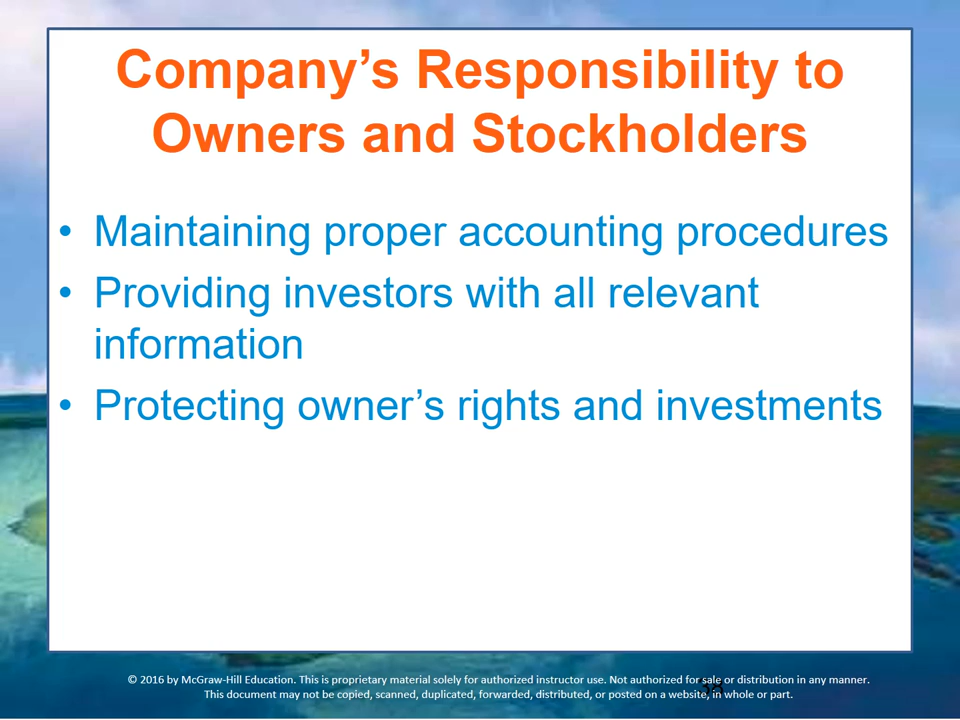 Company’s Responsibility to
Owners and Stockholders
• Maintaining proper accounting procedures
• Providing investors with all relevant
information
• Protecting owner’s rights and investments
© 2016 by McGraw-Hill Education. This is proprietary material solely for authorized instructor use. Not authorized for sale or distribution in any manner.
This document may not be copied, scanned, duplicated, forwarded, distributed, or posted on a website, in whole or part.